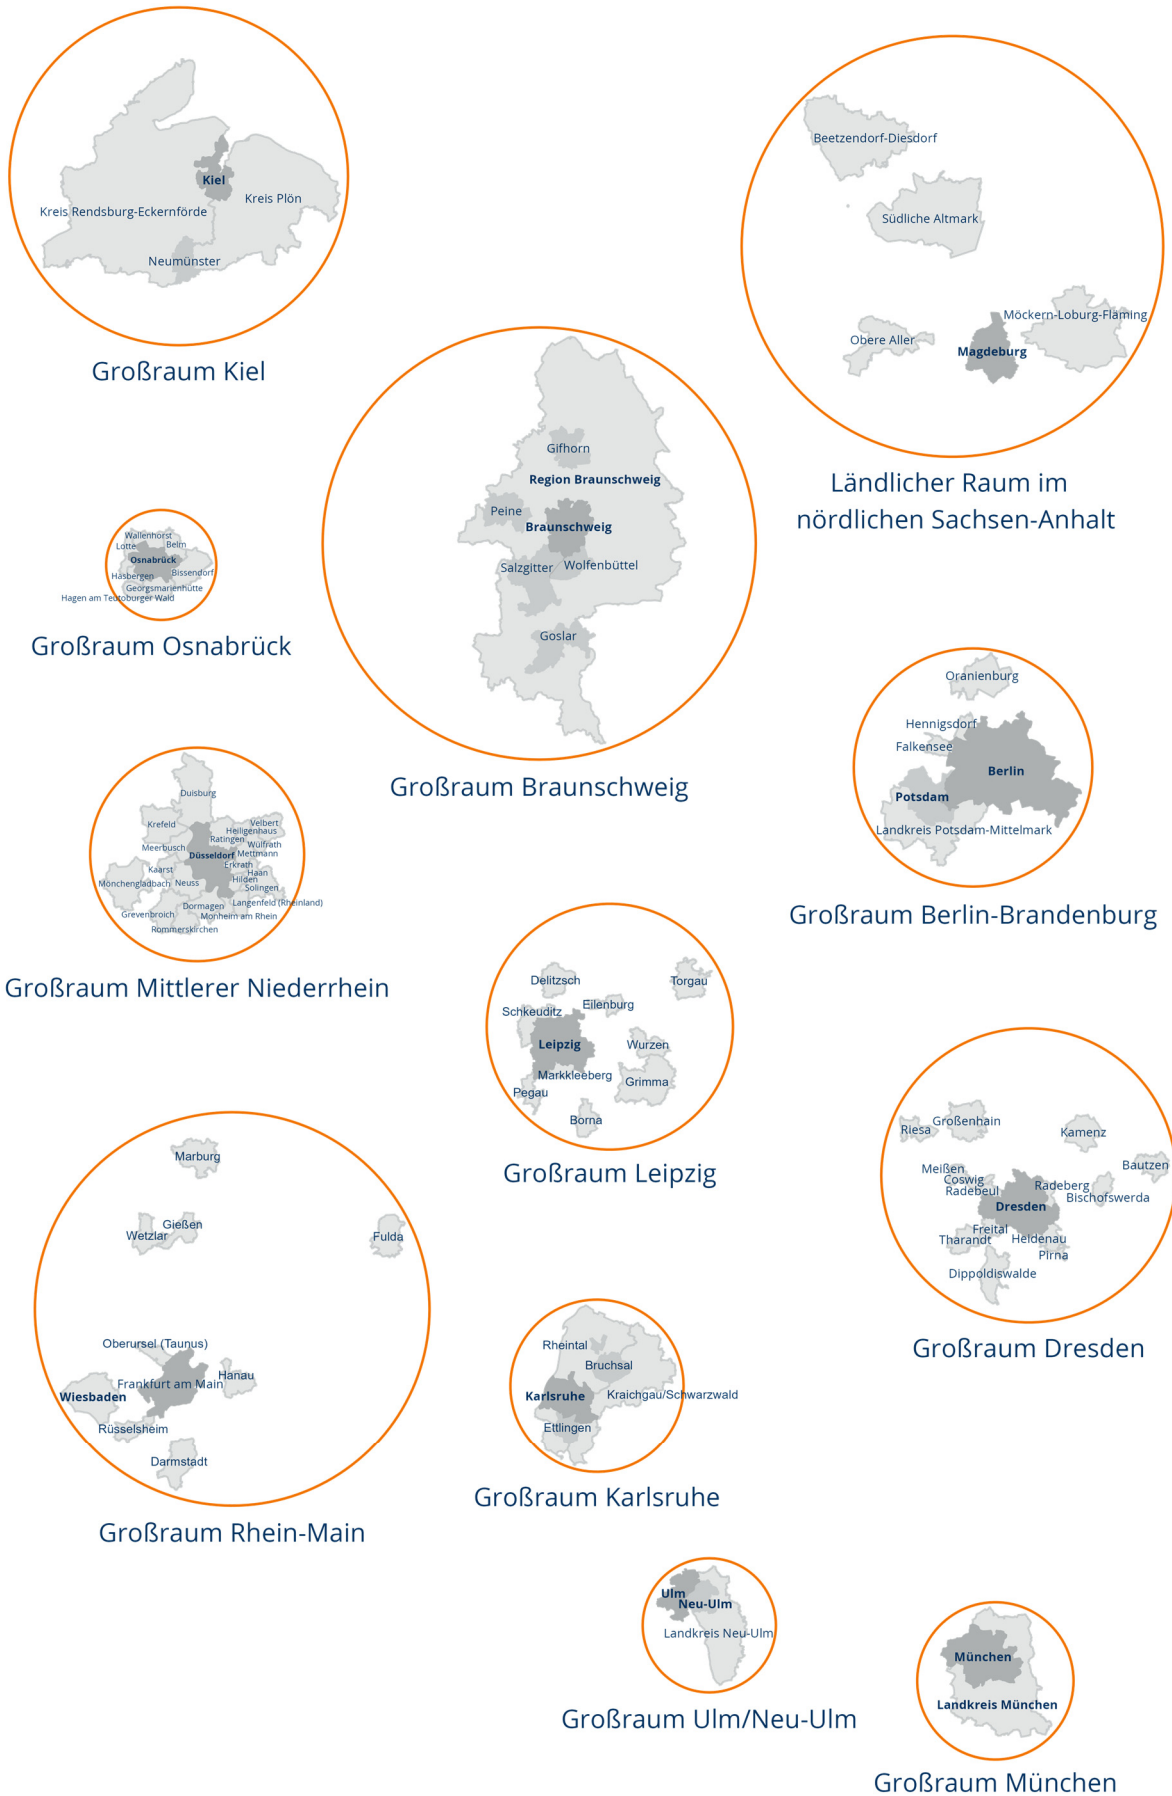 Kiel
Kreis Plön
Kreis Rendsburg-Eckernförde
Neumünster
Großraum Kiel
Beetzendorf-Diesdorf
Südliche Altmark
Möckern-Loburg-Fläming
Obere Aller
Magdeburg
Ländlicher Raum im
nördlichen Sachsen-Anhalt
Gifhorn
Region Braunschweig
Peine
Braunschweig
Salzgitter
Wolfenbüttel
Goslar
Großraum Braunschweig
Wallenhorst
Lotte
Belm
Osnabrück
Hasbergen
Bissendorf
Georgsmarienhütte
Hagen am Teutoburger Wald
Großraum Osnabrück
Oranienburg
Hennigsdorf
Falkensee
Berlin
Potsdam
Landkreis Potsdam-Mittelmark
Großraum Berlin-Brandenburg
Duisburg
Krefeld
Velbert
Heiligenhaus
Ratingen
Wülfrath
Meerbusch
Düsseldorf
Mettmann
Erkrath
Kaarst
Haan
Hilden
Mönchengladbach
Neuss
Solingen
Langenfeld (Rheinland)
Dormagen
Grevenbroich
Monheim am Rhein
Rommerskirchen
Großraum Mittlerer Niederrhein
Delitzsch
Torgau
Eilenburg
Schkeuditz
Leipzig
Wurzen
Markkleeberg
Grimma
Pegau
Borna
Großraum Leipzig
Großenhain
Riesa
Kamenz
Bautzen
Meißen
Coswig
Radebeul
Radeberg
Bischofswerda
Dresden
Freital
Tharandt
Heidenau
Pirna
Dippoldiswalde
Großraum Dresden
Marburg
Gießen
Wetzlar
Fulda
Oberursel (Taunus)
Hanau
Frankfurt am Main
Wiesbaden
Rüsselsheim
Darmstadt
Großraum Rhein-Main
Rheintal
Bruchsal
Karlsruhe
Kraichgau/Schwarzwald
Ettlingen
Großraum Karlsruhe
Ulm
Neu-Ulm
Landkreis Neu-Ulm
Großraum Ulm/Neu-Ulm
München
Landkreis München
Großraum München